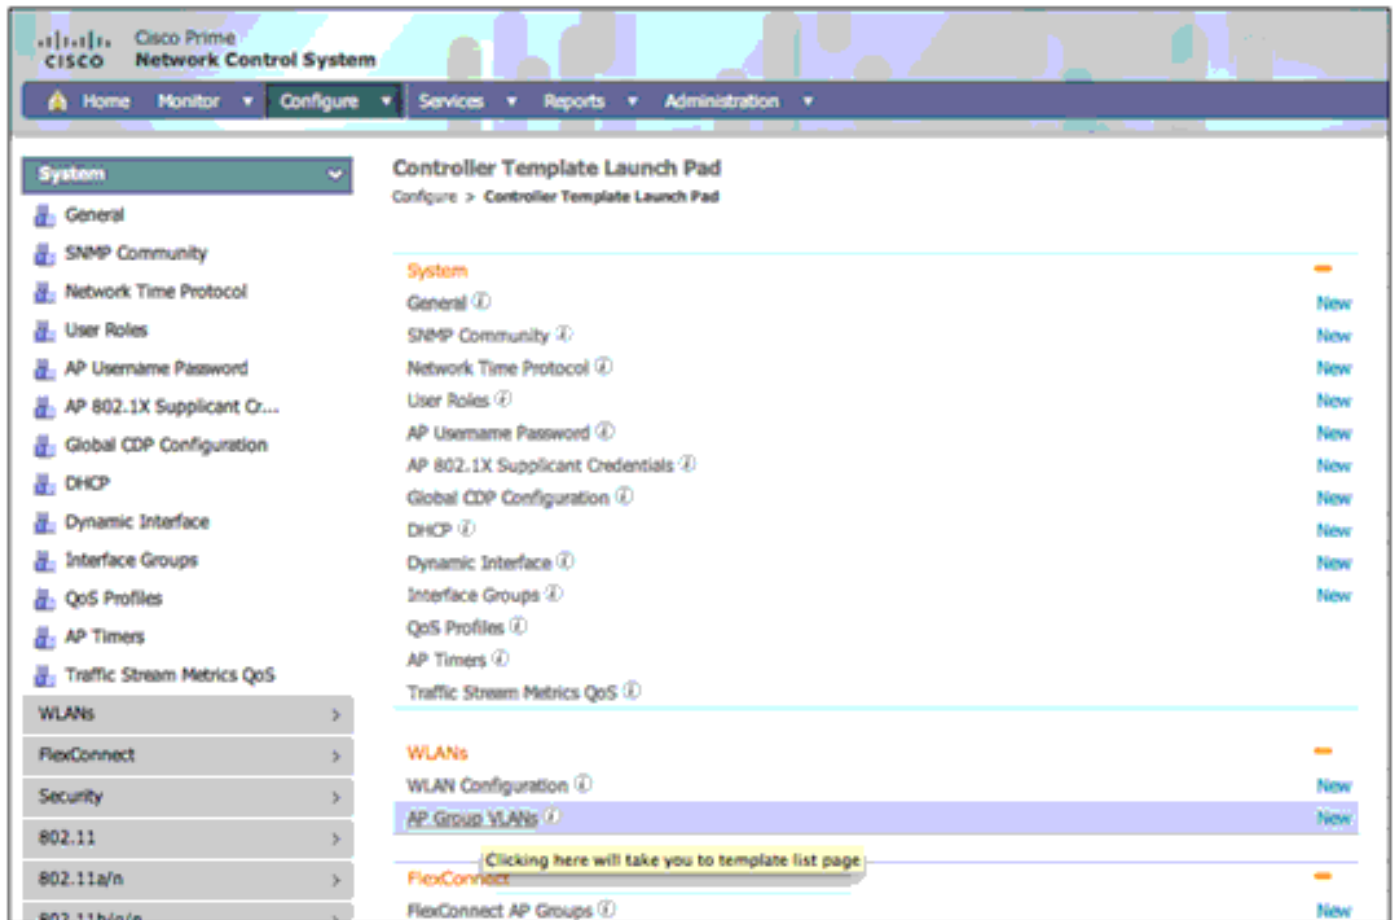 CISCO
Cisco Prime
Network Control System
Home Monitor Configure Services Reports Administration
System
General
SNMP Community
Network Time Protocol
User Roles
AP Username Password
AP 802.1X Supplicant Cr...
Global CDP Configuration
DHCP
Dynamic Interface
Interface Groups
QoS Profiles
AP Timers
Traffic Stream Metrics QoS
WLANs
FlexConnect
Security
802.11
802.11a/n
802.11b/g/n
Controller Template Launch Pad
Configure > Controller Template Launch Pad
System
General New
SNMP Community New
Network Time Protocol New
User Roles New
AP Username Password New
AP 802.1X Supplicant Credentials New
Global CDP Configuration New
DHCP New
Dynamic Interface New
Interface Groups New
QoS Profiles
AP Timers
Traffic Stream Metrics QoS
WLANs
WLAN Configuration New
AP Group VLANs New
Clicking here will take you to template list page
FlexConnect
FlexConnect AP Groups New